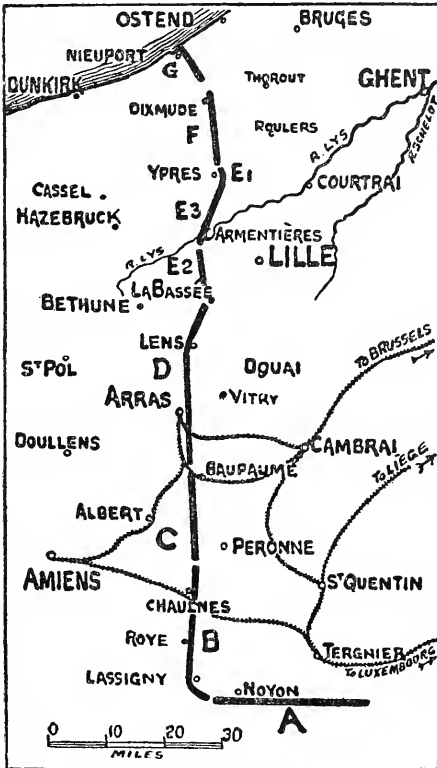 OSTEND
BRUGES
NIEUPORT
G
THOROUT
GHENT
DUNKIRK
DIXMUDE
F
ROULERS
R. LYS
R. SCHELDT
YPRES
E1
COURTRAI
CASSEL
E3
HAZEBRUCK
ARMENTIÈRES
R. LYS
E2
LILLE
LA BASSÉE
BETHUNE
LENS
ST POL
D
DOUAI
TO BRUSSELS
ARRAS
VITRY
DOULLENS
CAMBRAI
BAUPAUME
TO LIÈGE
ALBERT
C
PERONNE
AMIENS
ST QUENTIN
CHAULNES
ROYE
B
TERGNIER
TO LUXEMBOURG
LASSIGNY
NOYON
A
0 10 20 30
MILES